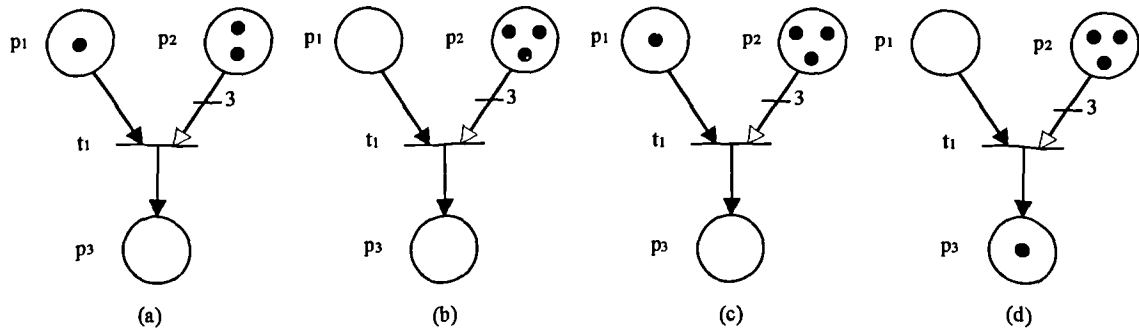 p1 p2 p1 p2 p1 p2 p1 p2
3 3 3 3
t1 t1 t1 t1
p3 p3 p3 p3
(a) (b) (c) (d)